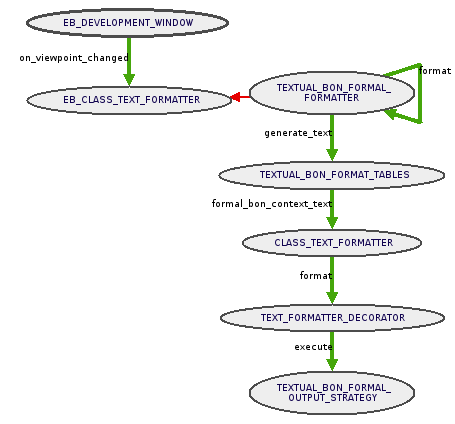 EB_DEVELOPMENT_WINDOW
on_viewpoint_changed
format
EB_CLASS_TEXT_FORMATTER
TEXTUAL_BON_FORMAL_
FORMATTER
generate_text
TEXTUAL_BON_FORMAT_TABLES
formal_bon_context_text
CLASS_TEXT_FORMATTER
format
TEXT_FORMATTER_DECORATOR
execute
TEXTUAL_BON_FORMAL_
OUTPUT_STRATEGY